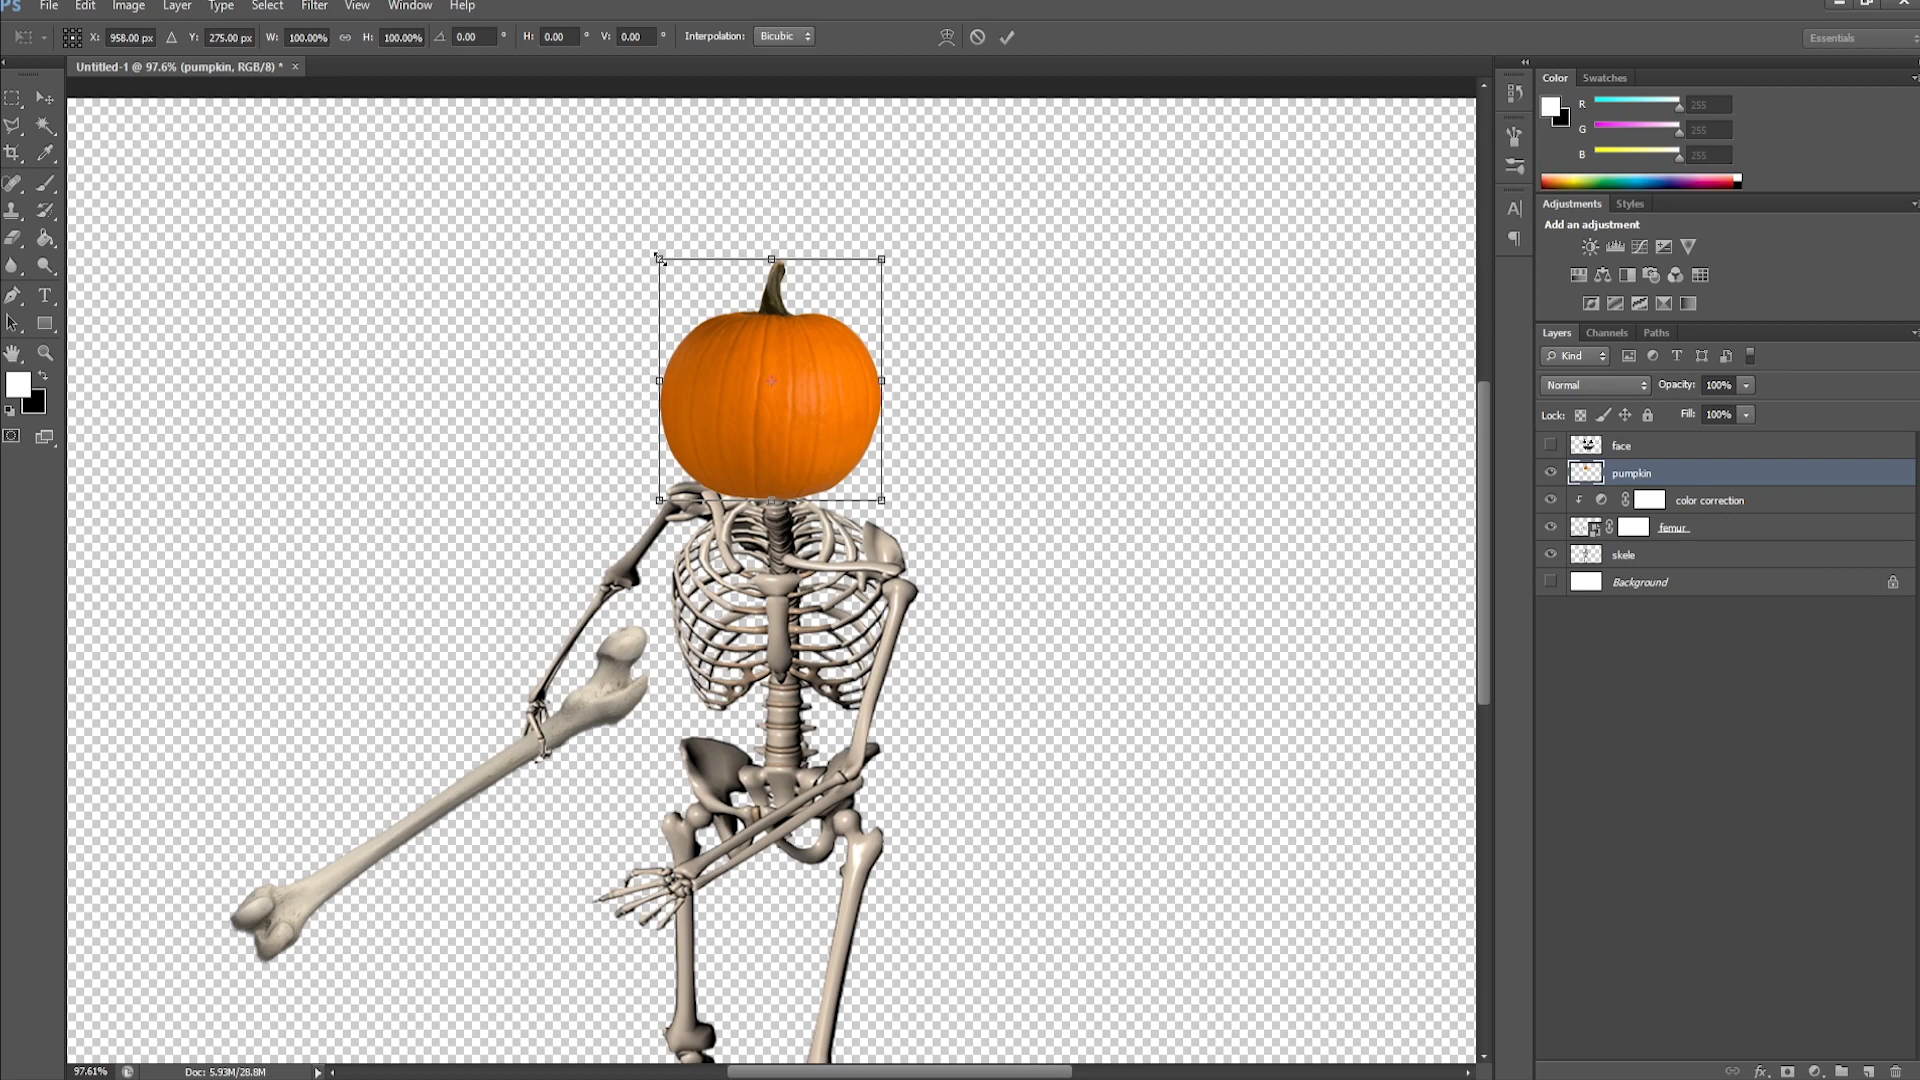 PS File Edit Image Layer Type Select Filter View Window Help
X: 958.00 px Y: 275.00 px W: 100.00% H: 100.00% 0.00 ° H: 0.00 ° V: 0.00 ° Interpolation: Bicubic Essentials
Untitled-1 @ 97.6% (pumpkin, RGB/8) * ×
Color Swatches
R 255
G 255
B 255
Adjustments Styles
Add an adjustment
Layers Channels Paths
Kind
Normal Opacity: 100%
Lock: Fill: 100%
face
pumpkin
color correction
femur
skele
Background
97.61% Doc: 5.93M/28.8M
fx